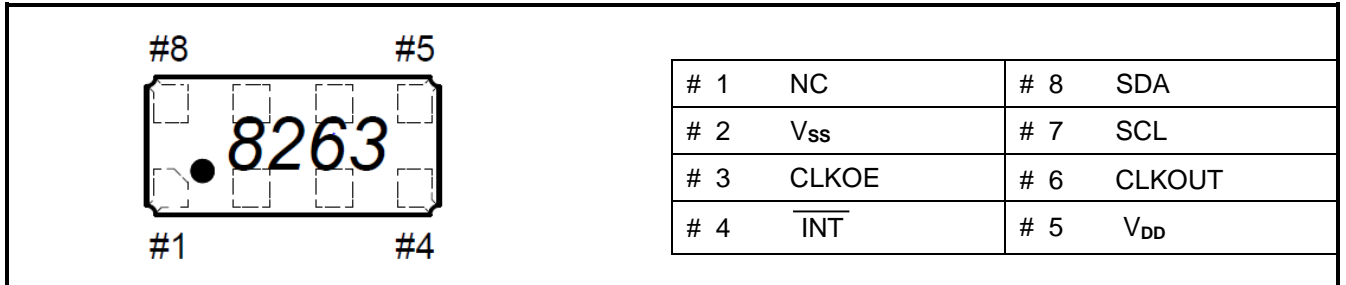 #8 #5
8263
#1 #4
# 1 NC # 8 SDA
# 2 Vss # 7 SCL
# 3 CLKOE # 6 CLKOUT
# 4 INT # 5 VDD